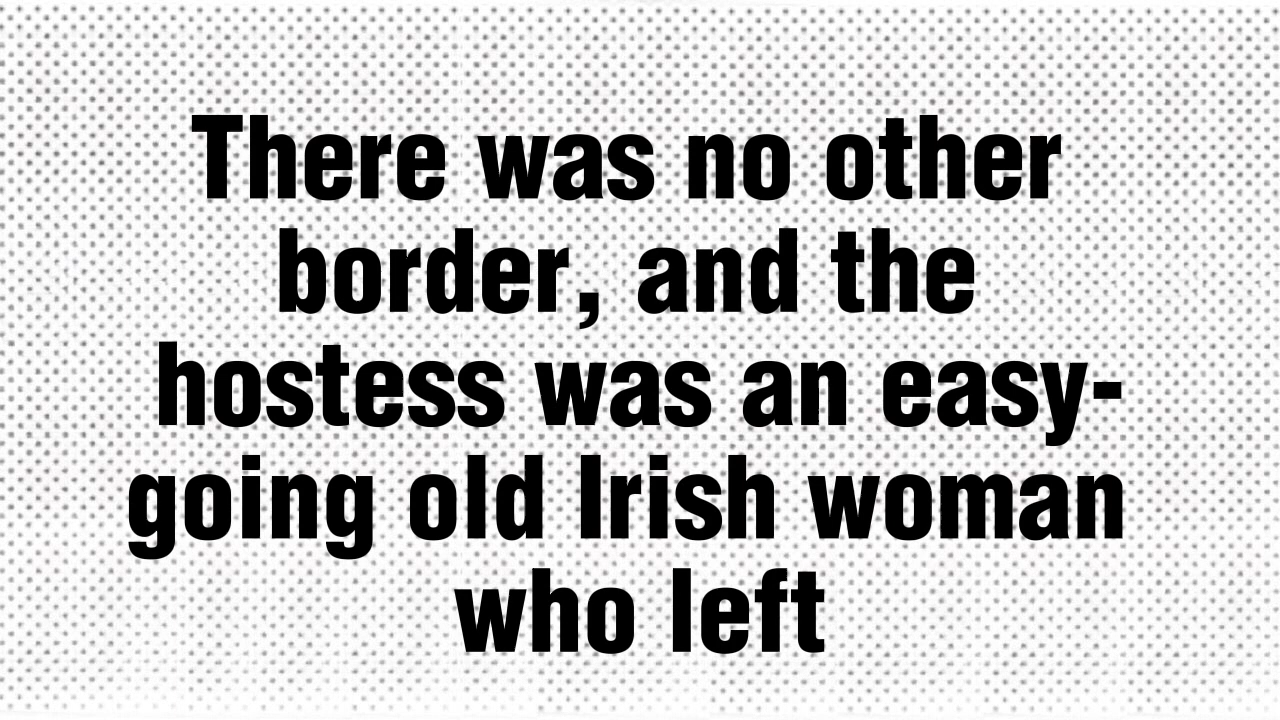 There was no other
border, and the
hostess was an easy-
going old Irish woman
who left